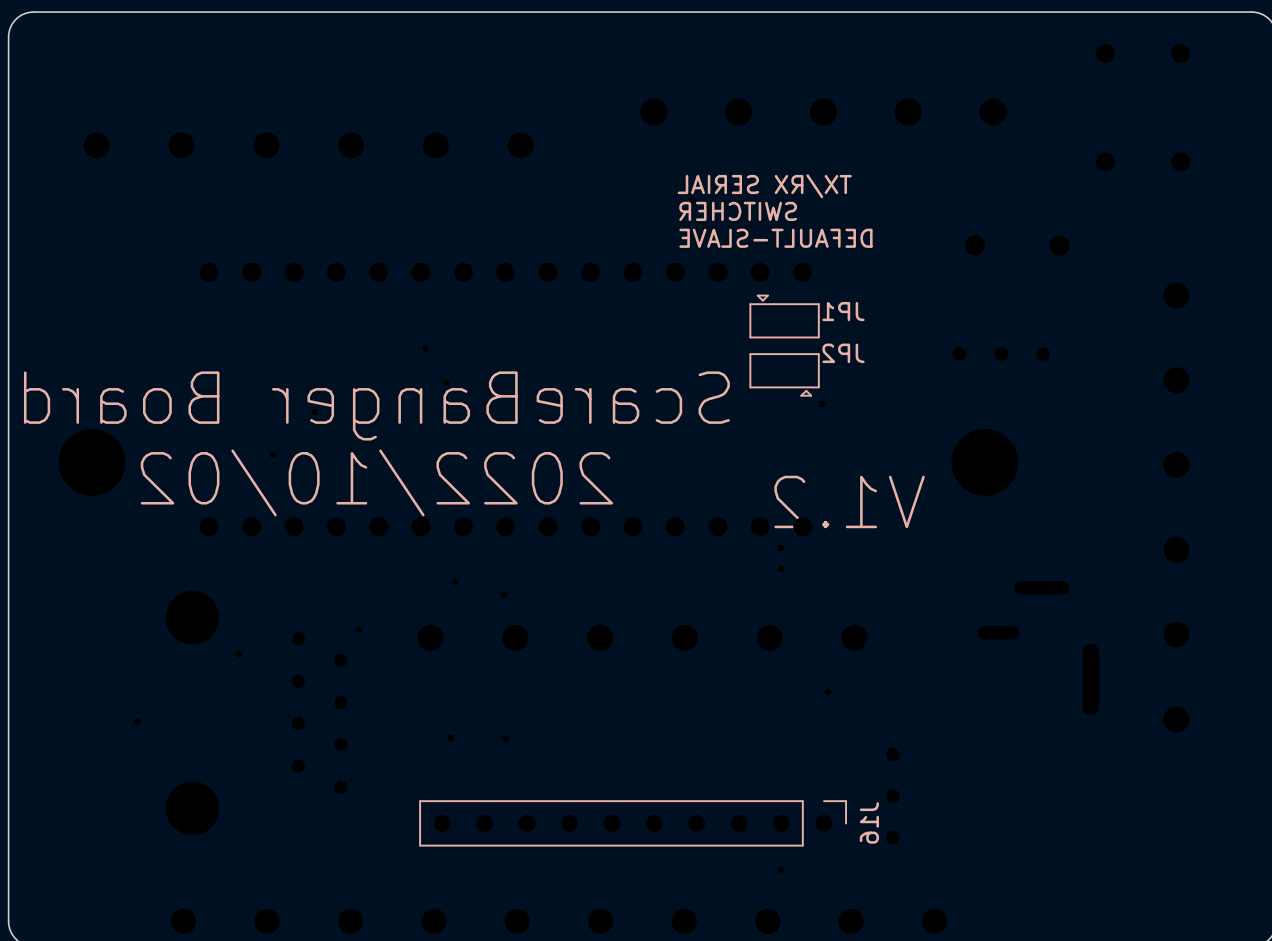 TX/RX SERIAL
SWITCHER
DEFAULT-SLAVE
JP1
JP2
ScareBanger Board
2022/10/02
V1.2
J16